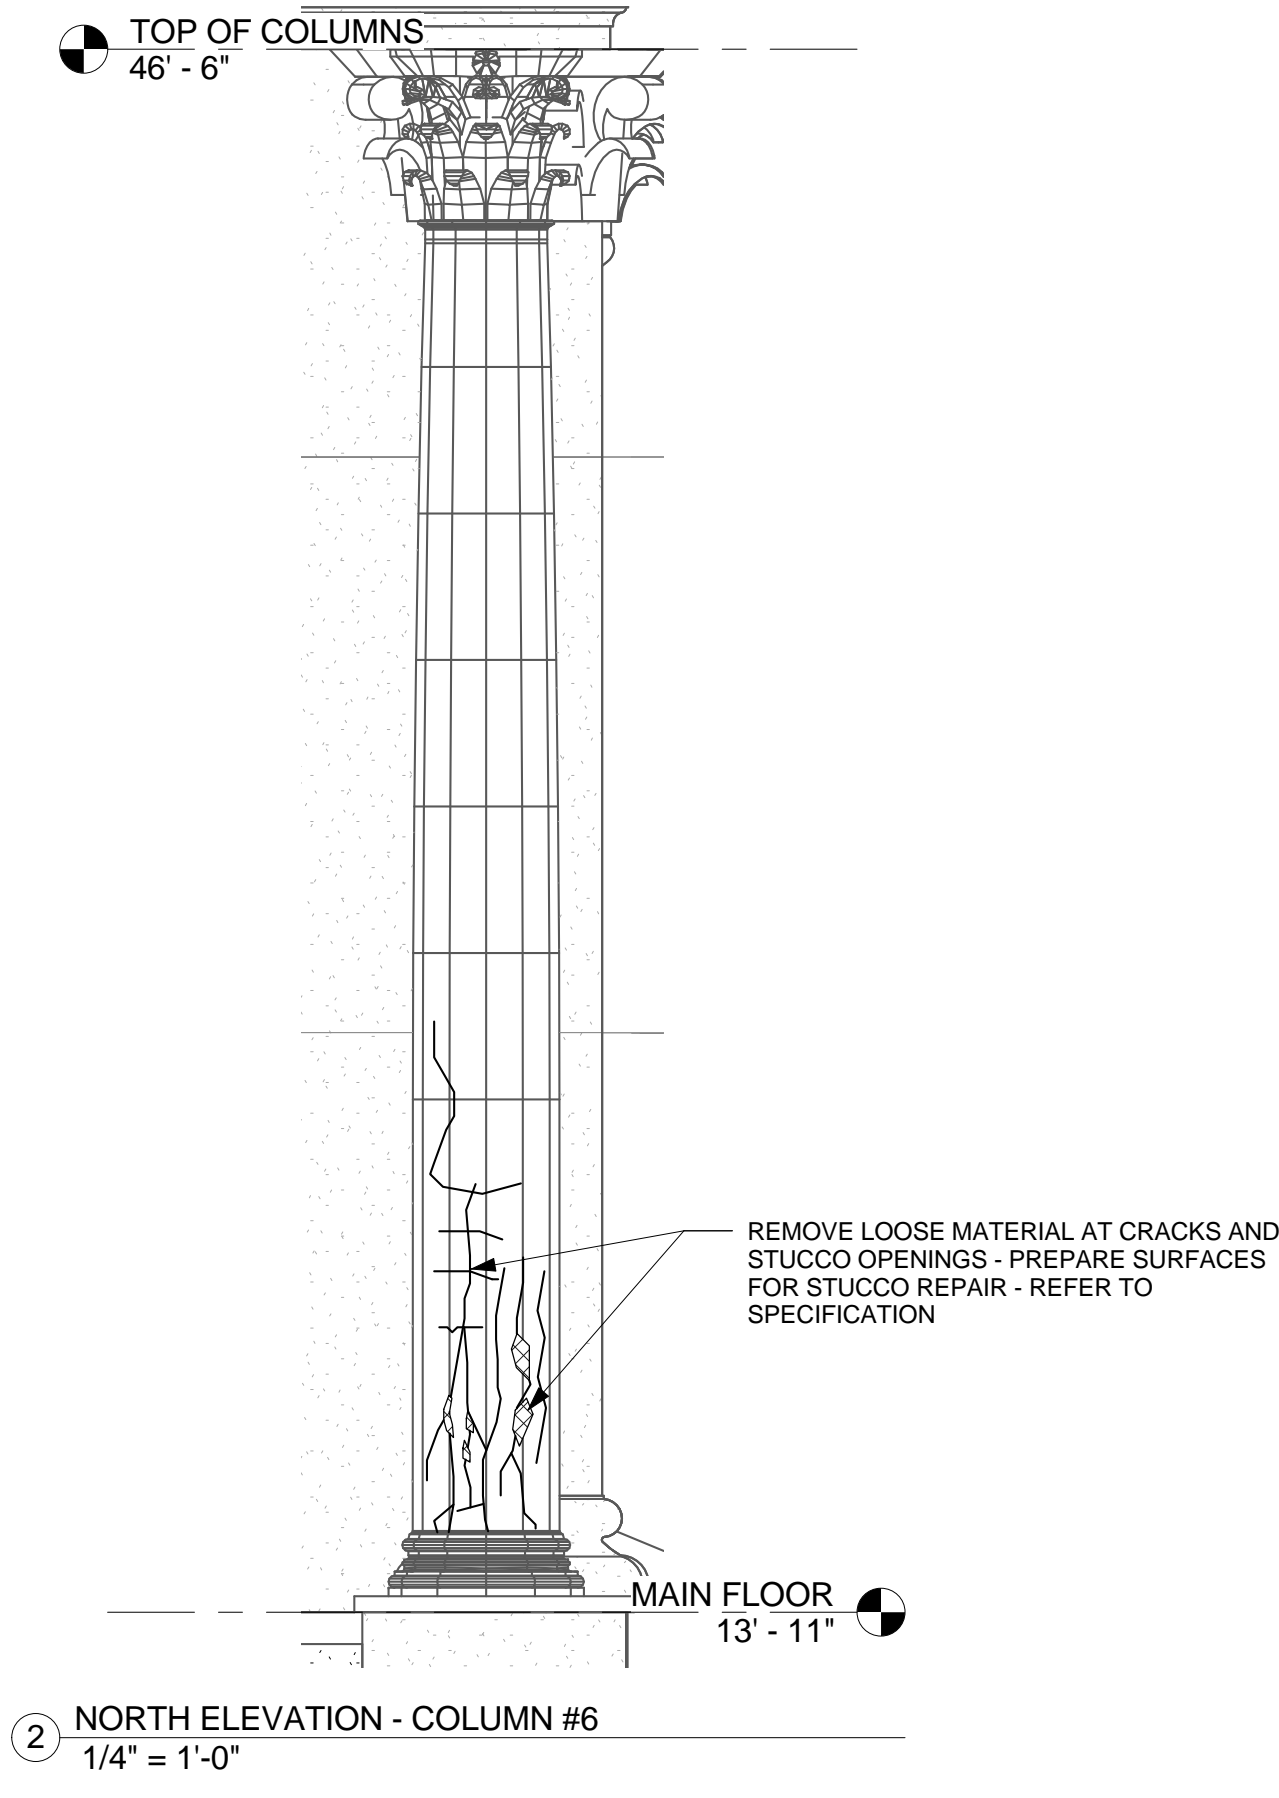 TOP OF COLUMNS
46' - 6"
REMOVE LOOSE MATERIAL AT CRACKS AND
STUCCO OPENINGS - PREPARE SURFACES
FOR STUCCO REPAIR - REFER TO
SPECIFICATION
MAIN FLOOR
13' - 11"
2
NORTH ELEVATION - COLUMN #6
1/4" = 1'-0"